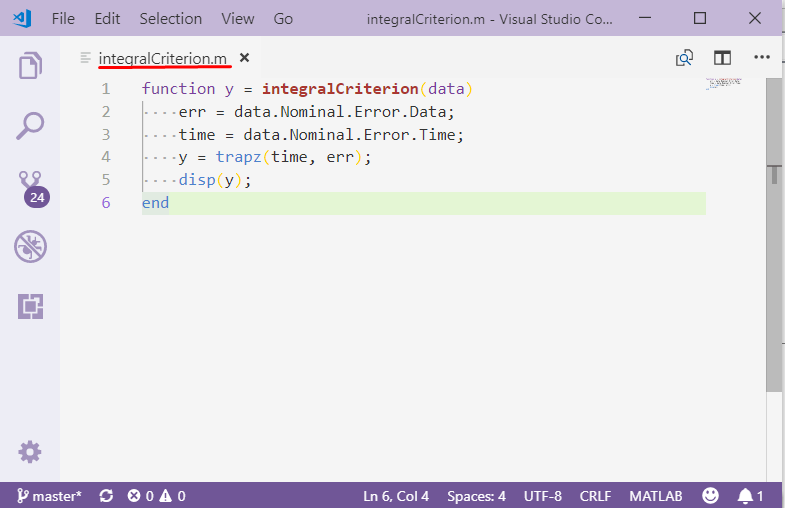 File Edit Selection View Go integralCriterion.m - Visual Studio Co...
integralCriterion.m
1 function y = integralCriterion(data)
2 ····err = data.Nominal.Error.Data;
3 ····time = data.Nominal.Error.Time;
4 ····y = trapz(time, err);
5 ····disp(y);
6 end
24
master* 0 0 Ln 6, Col 4 Spaces: 4 UTF-8 CRLF MATLAB 1